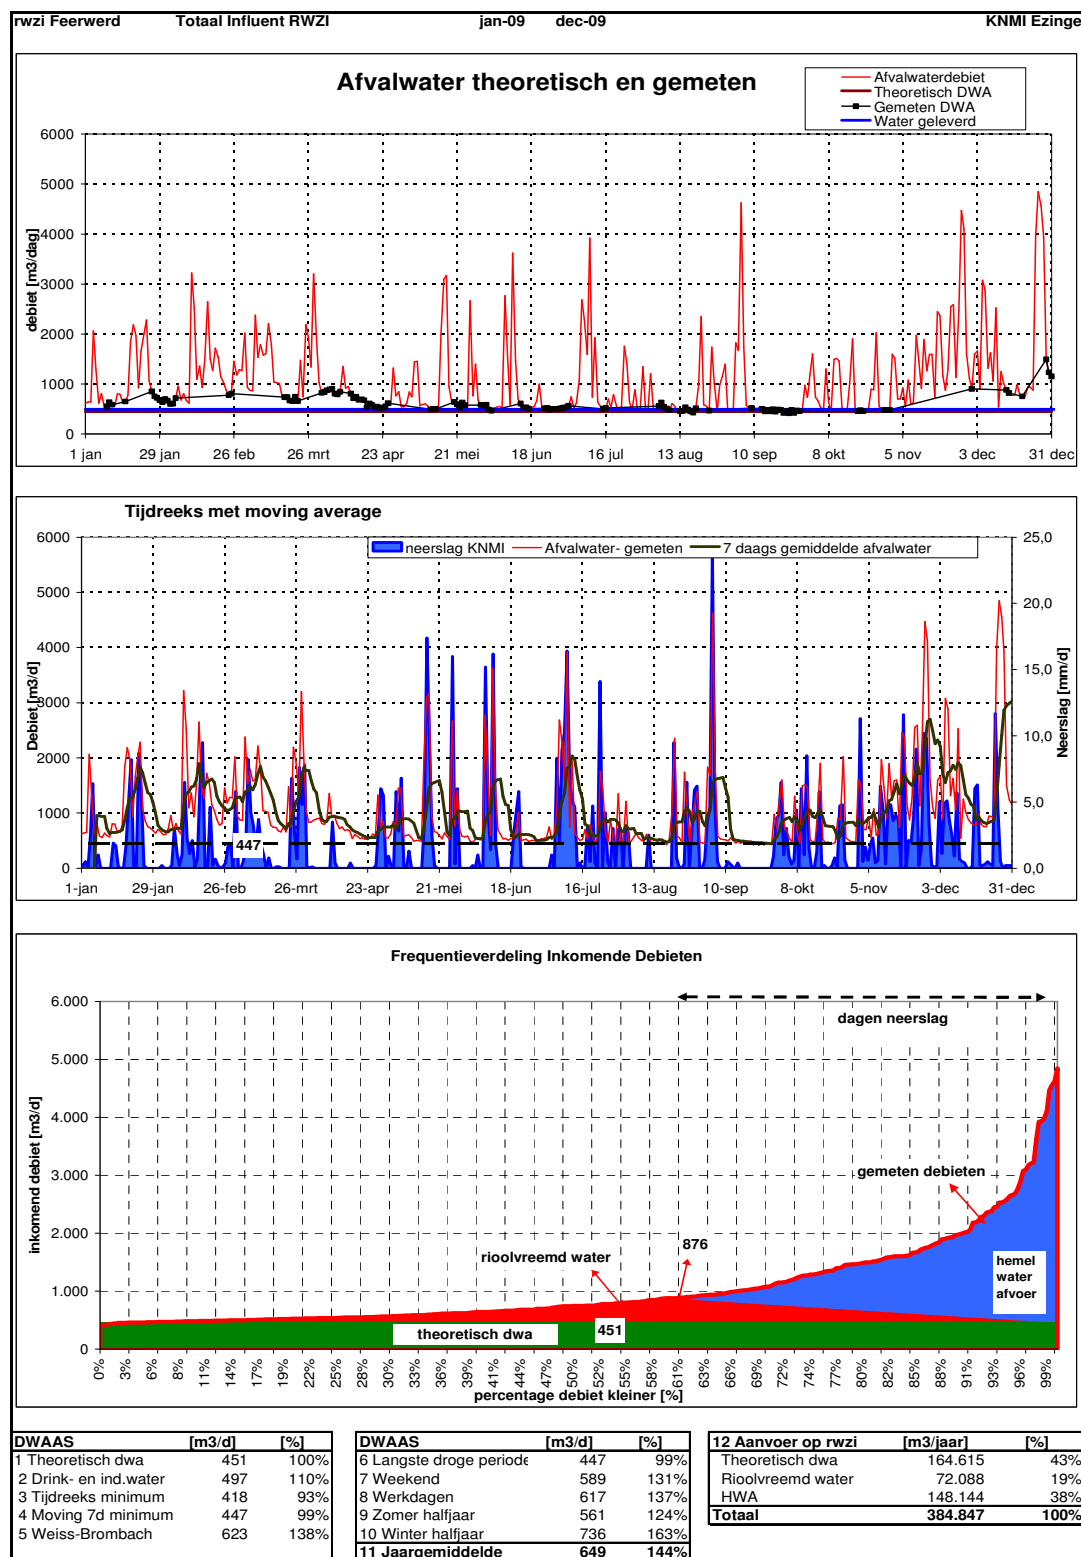 rwzi Feerwerd Totaal Influent RWZI jan-09 dec-09 KNMI Ezinge
Afvalwater theoretisch en gemeten
Afvalwaterdebiet
Theoretisch DWA
Gemeten DWA
Water geleverd
debiet [m3/dag]
6000
5000
4000
3000
2000
1000
0
1 jan 29 jan 26 feb 26 mrt 23 apr 21 mei 18 jun 16 jul 13 aug 10 sep 8 okt 5 nov 3 dec 31 dec
Tijdreeks met moving average
neerslag KNMI Afvalwater- gemeten 7 daags gemiddelde afvalwater
Debiet [m3/d]
6000
5000
4000
3000
2000
1000
0
25,0
20,0
15,0
10,0
5,0
0,0
Neerslag [mm/d]
447
1-jan 29-jan 26-feb 26-mrt 23-apr 21-mei 18-jun 16-jul 13-aug 10-sep 8-okt 5-nov 3-dec 31-dec
Frequentieverdeling Inkomende Debieten
dagen neerslag
inkomend debiet [m3/d]
6.000
5.000
4.000
3.000
2.000
1.000
0
gemeten debieten
rioolvreemd water
876
hemel
water
afvoer
theoretisch dwa
451
0% 3% 6% 8% 11% 14% 17% 19% 22% 25% 28% 30% 33% 36% 39% 41% 44% 47% 50% 52% 55% 58% 61% 63% 66% 69% 72% 74% 77% 80% 82% 85% 88% 91% 93% 96% 99%
percentage debiet kleiner [%]
DWAAS [m3/d] [%]
1 Theoretisch dwa 451 100%
2 Drink- en ind.water 497 110%
3 Tijdreeks minimum 418 93%
4 Moving 7d minimum 447 99%
5 Weiss-Brombach 623 138%
DWAAS [m3/d] [%]
6 Langste droge periode 447 99%
7 Weekend 589 131%
8 Werkdagen 617 137%
9 Zomer halfjaar 561 124%
10 Winter halfjaar 736 163%
11 Jaargemiddelde 649 144%
12 Aanvoer op rwzi [m3/jaar] [%]
Theoretisch dwa 164.615 43%
Rioolvreemd water 72.088 19%
HWA 148.144 38%
Totaal 384.847 100%